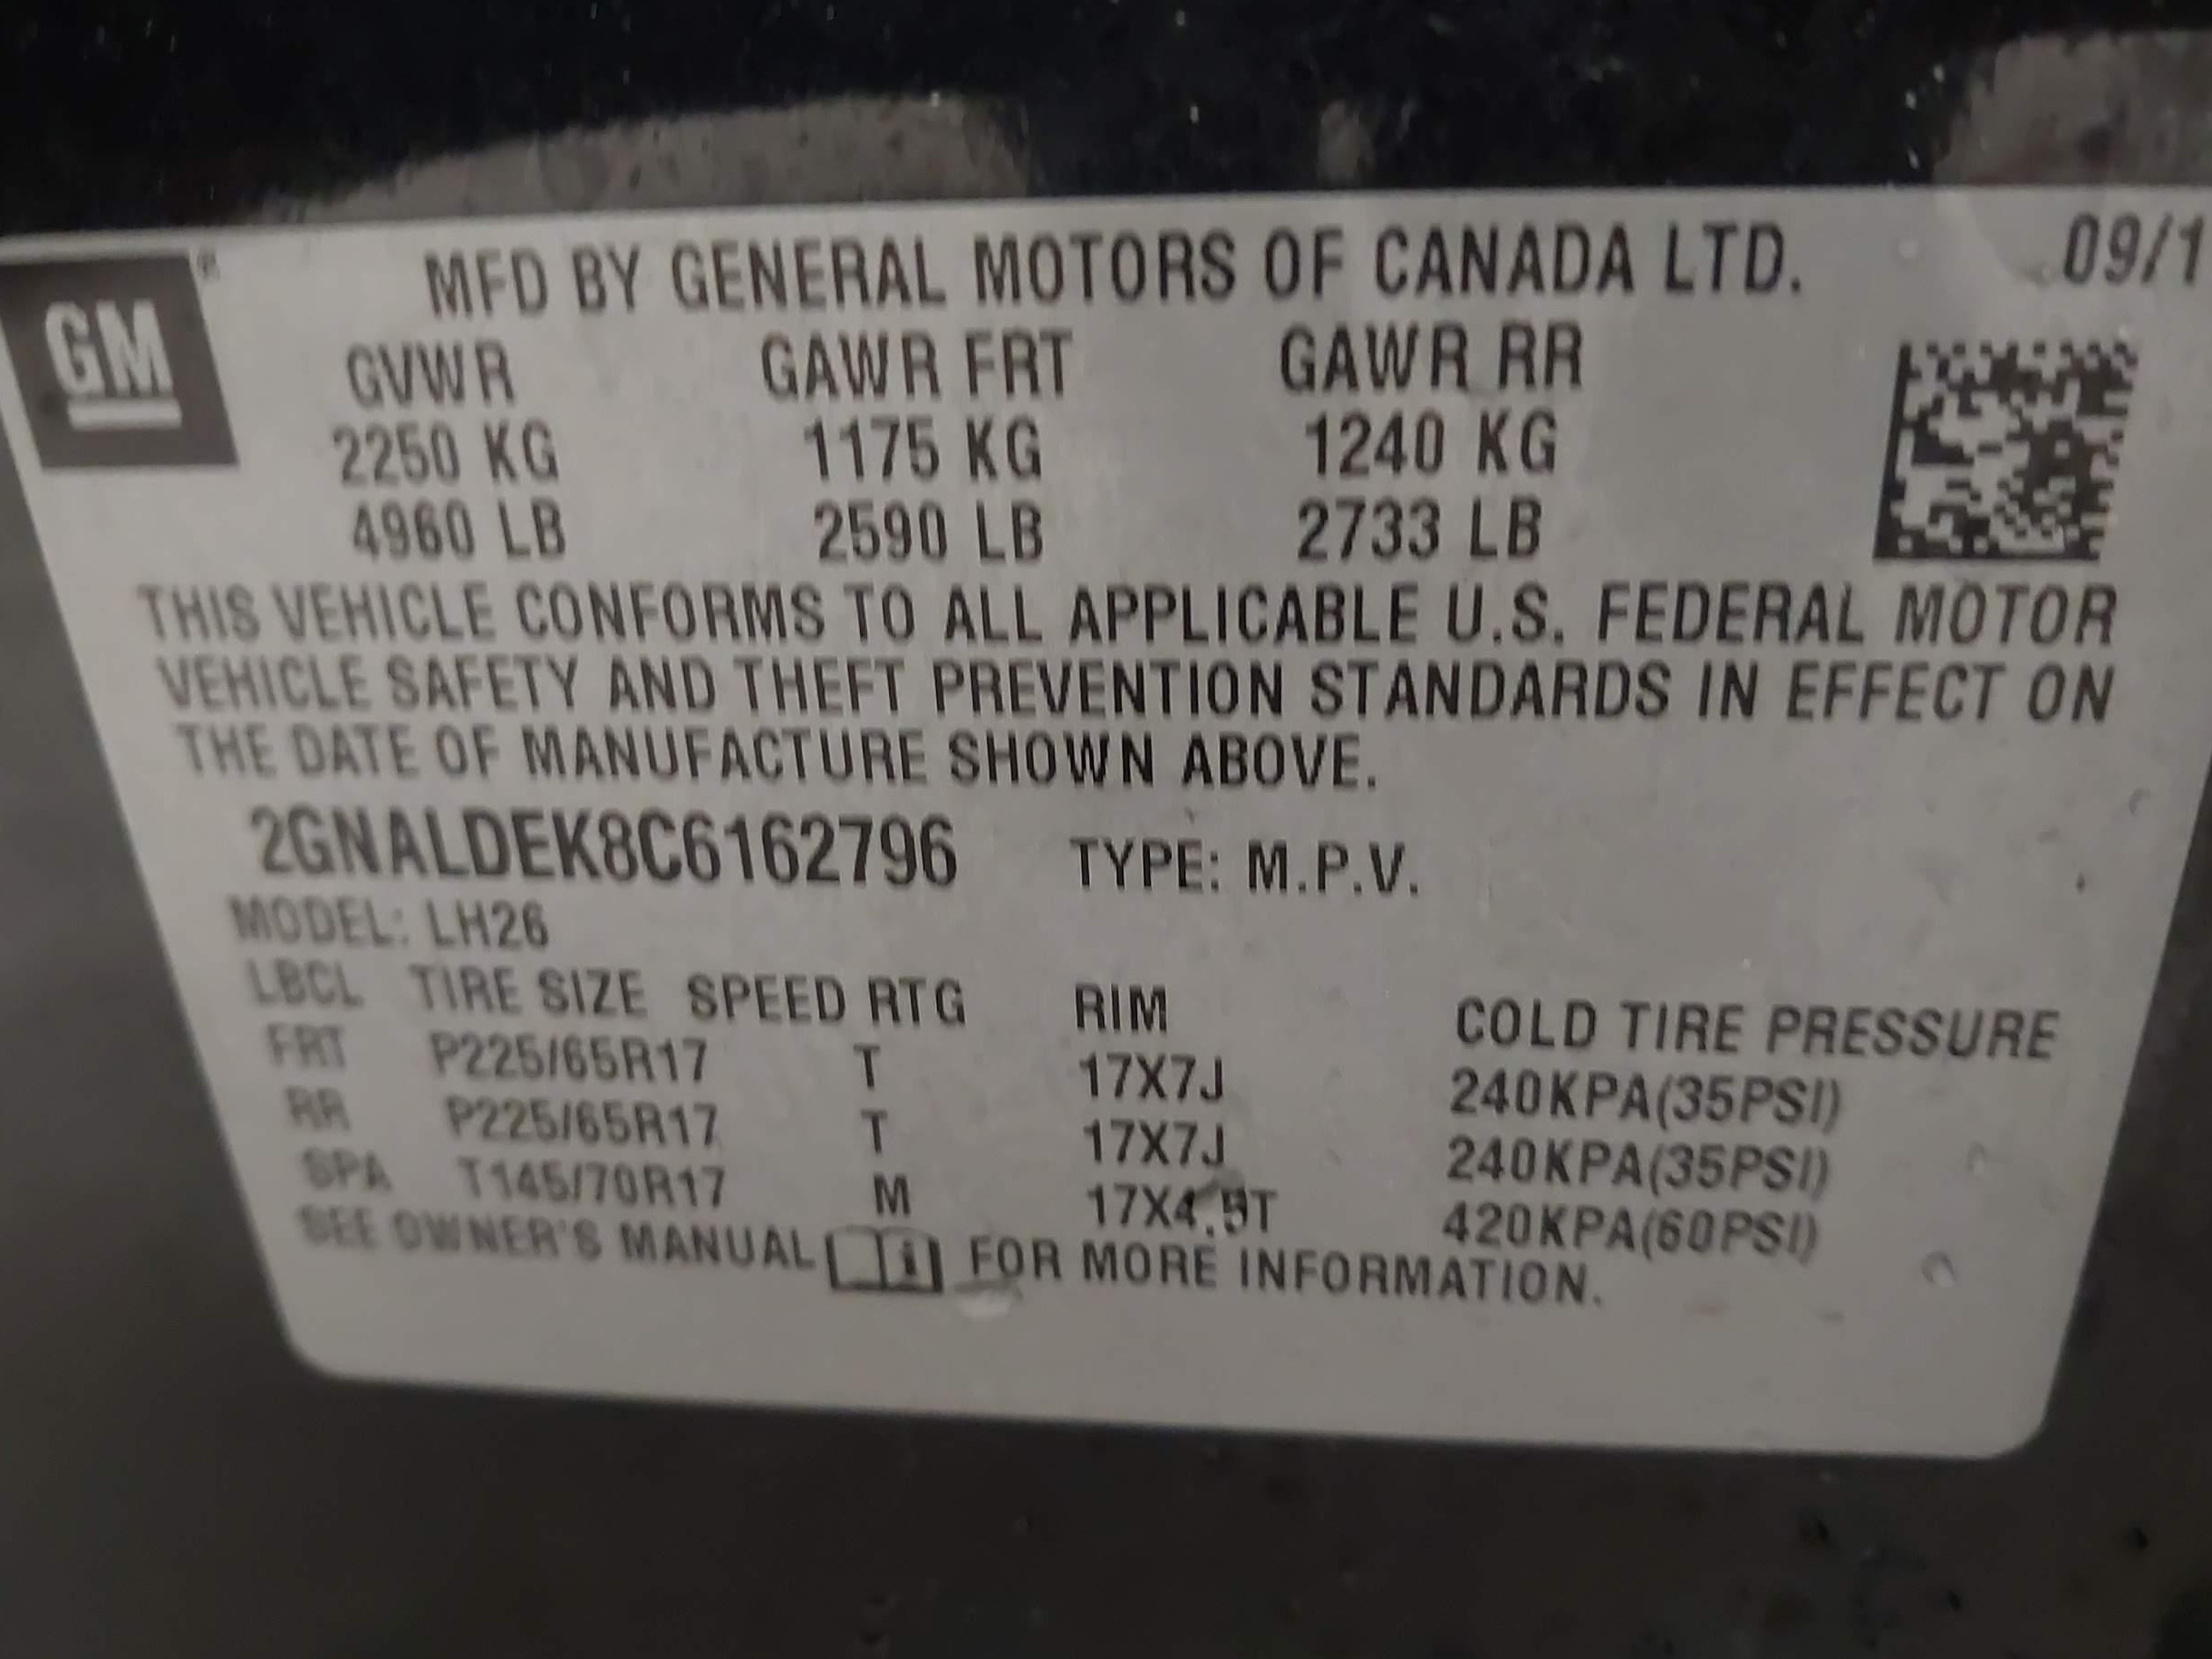 GM
MFD BY GENERAL MOTORS OF CANADA LTD. 09/1
GVWR GAWR FRT GAWR RR
2250 KG 1175 KG 1240 KG
4960 LB 2590 LB 2733 LB
THIS VEHICLE CONFORMS TO ALL APPLICABLE U.S. FEDERAL MOTOR
VEHICLE SAFETY AND THEFT PREVENTION STANDARDS IN EFFECT ON
THE DATE OF MANUFACTURE SHOWN ABOVE.
2GNALDEK8C6162796 TYPE: M.P.V.
MODEL: LH26
LBCL TIRE SIZE SPEED RTG RIM COLD TIRE PRESSURE
FRT P225/65R17 T 17X7J 240KPA(35PSI)
RR P225/65R17 T 17X7J 240KPA(35PSI)
SPA T145/70R17 M 17X4.5T 420KPA(60PSI)
SEE OWNER'S MANUAL FOR MORE INFORMATION.